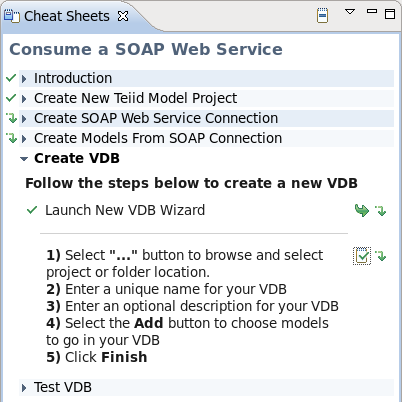 Cheat Sheets
Consume a SOAP Web Service
Introduction
Create New Teiid Model Project
Create SOAP Web Service Connection
Create Models From SOAP Connection
Create VDB
Follow the steps below to create a new VDB
Launch New VDB Wizard
1) Select "..." button to browse and select
project or folder location.
2) Enter a unique name for your VDB
3) Enter an optional description for your VDB
4) Select the Add button to choose models
to go in your VDB
5) Click Finish
Test VDB